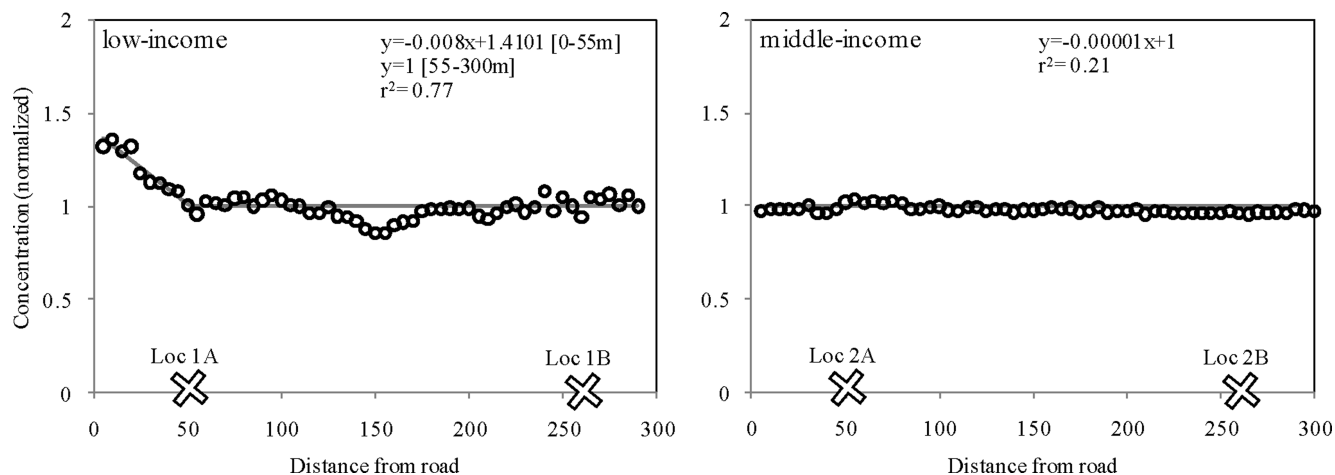 low-income
y=-0.008x+1.4101 [0-55m]
y=1 [55-300m]
r²=0.77
2
1.5
1
0.5
0
Concentration (normalized)
Loc 1A
Loc 1B
0 50 100 150 200 250 300
Distance from road
middle-income
y=-0.00001x+1
r²=0.21
2
1.5
1
0.5
0
Loc 2A
Loc 2B
0 50 100 150 200 250 300
Distance from road